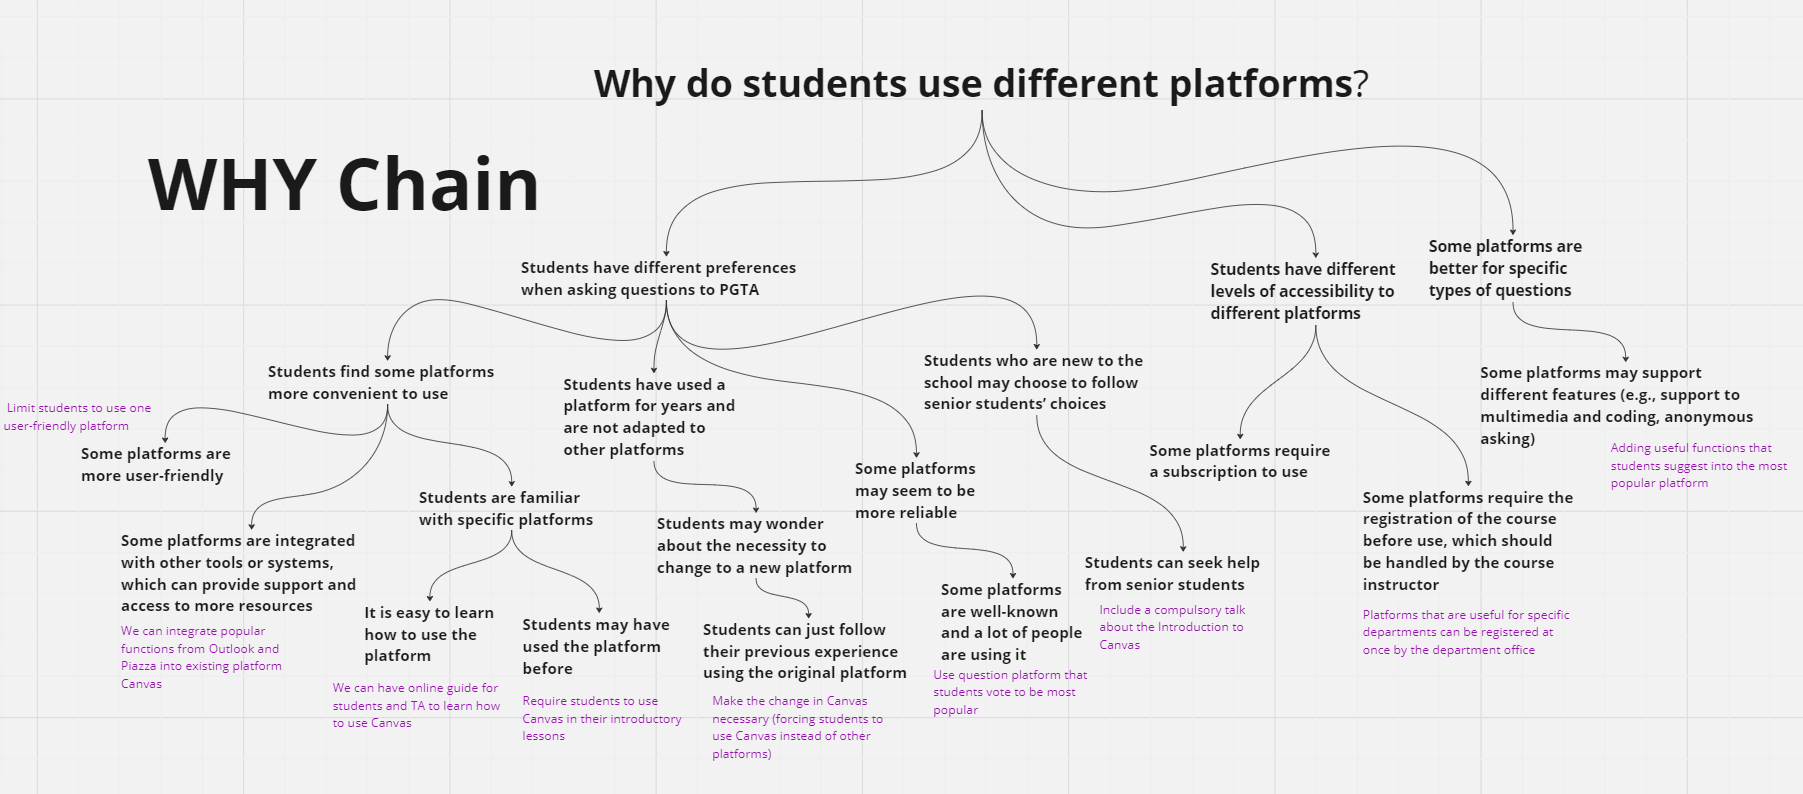 Why do students use different platforms?
WHY Chain
Students have different preferences
when asking questions to PGTA
Students have different
levels of accessibility to
different platforms
Some platforms are
better for specific
types of questions
Students find some platforms
more convenient to use
Students have used a
platform for years and
are not adapted to
other platforms
Some platforms
may seem to be
more reliable
Students who are new to the
school may choose to follow
senior students’ choices
Some platforms require
a subscription to use
Some platforms require the
registration of the course
before use, which should
be handled by the course
instructor
Platforms that are useful for specific
departments can be registered at
once by the department office
Some platforms may support
different features (e.g., support to
multimedia and coding, anonymous
asking)
Adding useful functions that
students suggest into the most
popular platform
Limit students to use one
user-friendly platform
Some platforms are
more user-friendly
Some platforms are integrated
with other tools or systems,
which can provide support and
access to more resources
We can integrate popular
functions from Outlook and
Piazza into existing platform
Canvas
Students are familiar
with specific platforms
It is easy to learn
how to use the
platform
We can have online guide for
students and TA to learn how
to use Canvas
Students may have
used the platform
before
Require students to use
Canvas in their introductory
lessons
Students may wonder
about the necessity to
change to a new platform
Students can just follow
their previous experience
using the original platform
Make the change in Canvas
necessary (forcing students to
use Canvas instead of other
platforms)
Some platforms
are well-known
and a lot of people
are using it
Use question platform that
students vote to be most
popular
Students can seek help
from senior students
Include a compulsory talk
about the Introduction to
Canvas